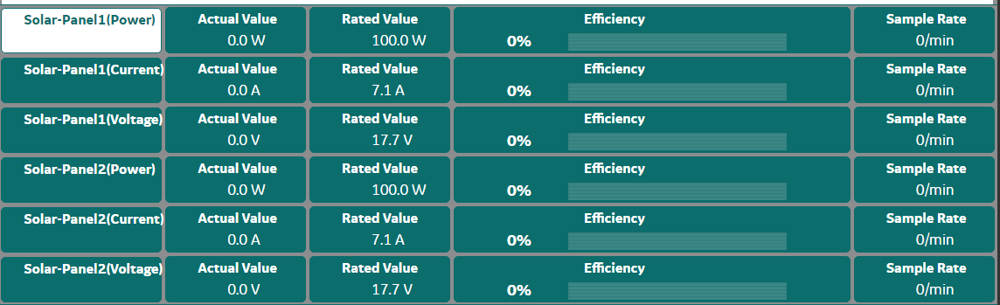 Solar-Panel1(Power) Actual Value Rated Value Efficiency Sample Rate
0.0 W 100.0 W 0% 0/min
Solar-Panel1(Current) Actual Value Rated Value Efficiency Sample Rate
0.0 A 7.1 A 0% 0/min
Solar-Panel1(Voltage) Actual Value Rated Value Efficiency Sample Rate
0.0 V 17.7 V 0% 0/min
Solar-Panel2(Power) Actual Value Rated Value Efficiency Sample Rate
0.0 W 100.0 W 0% 0/min
Solar-Panel2(Current) Actual Value Rated Value Efficiency Sample Rate
0.0 A 7.1 A 0% 0/min
Solar-Panel2(Voltage) Actual Value Rated Value Efficiency Sample Rate
0.0 V 17.7 V 0% 0/min